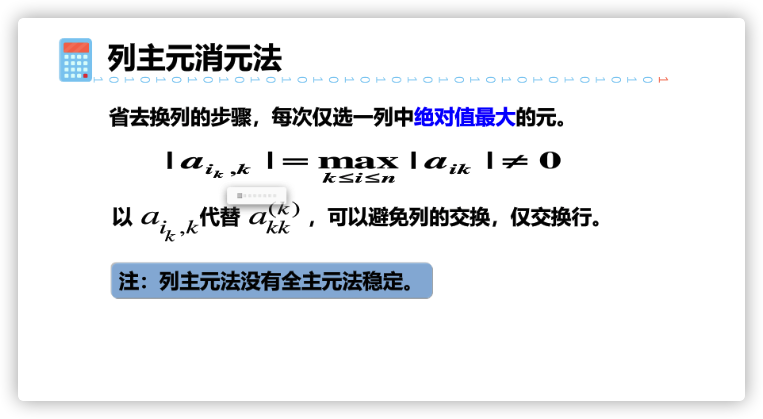 列主元消元法
省去换列的步骤，每次仅选一列中绝对值最大的元。
| a_{i_k,k} |= max_{k≤i≤n} | a_{ik} |≠ 0
以 a_{i_k,k} 代替 a_{kk}^{(k)} ，可以避免列的交换，仅交换行。
注：列主元法没有全主元法稳定。